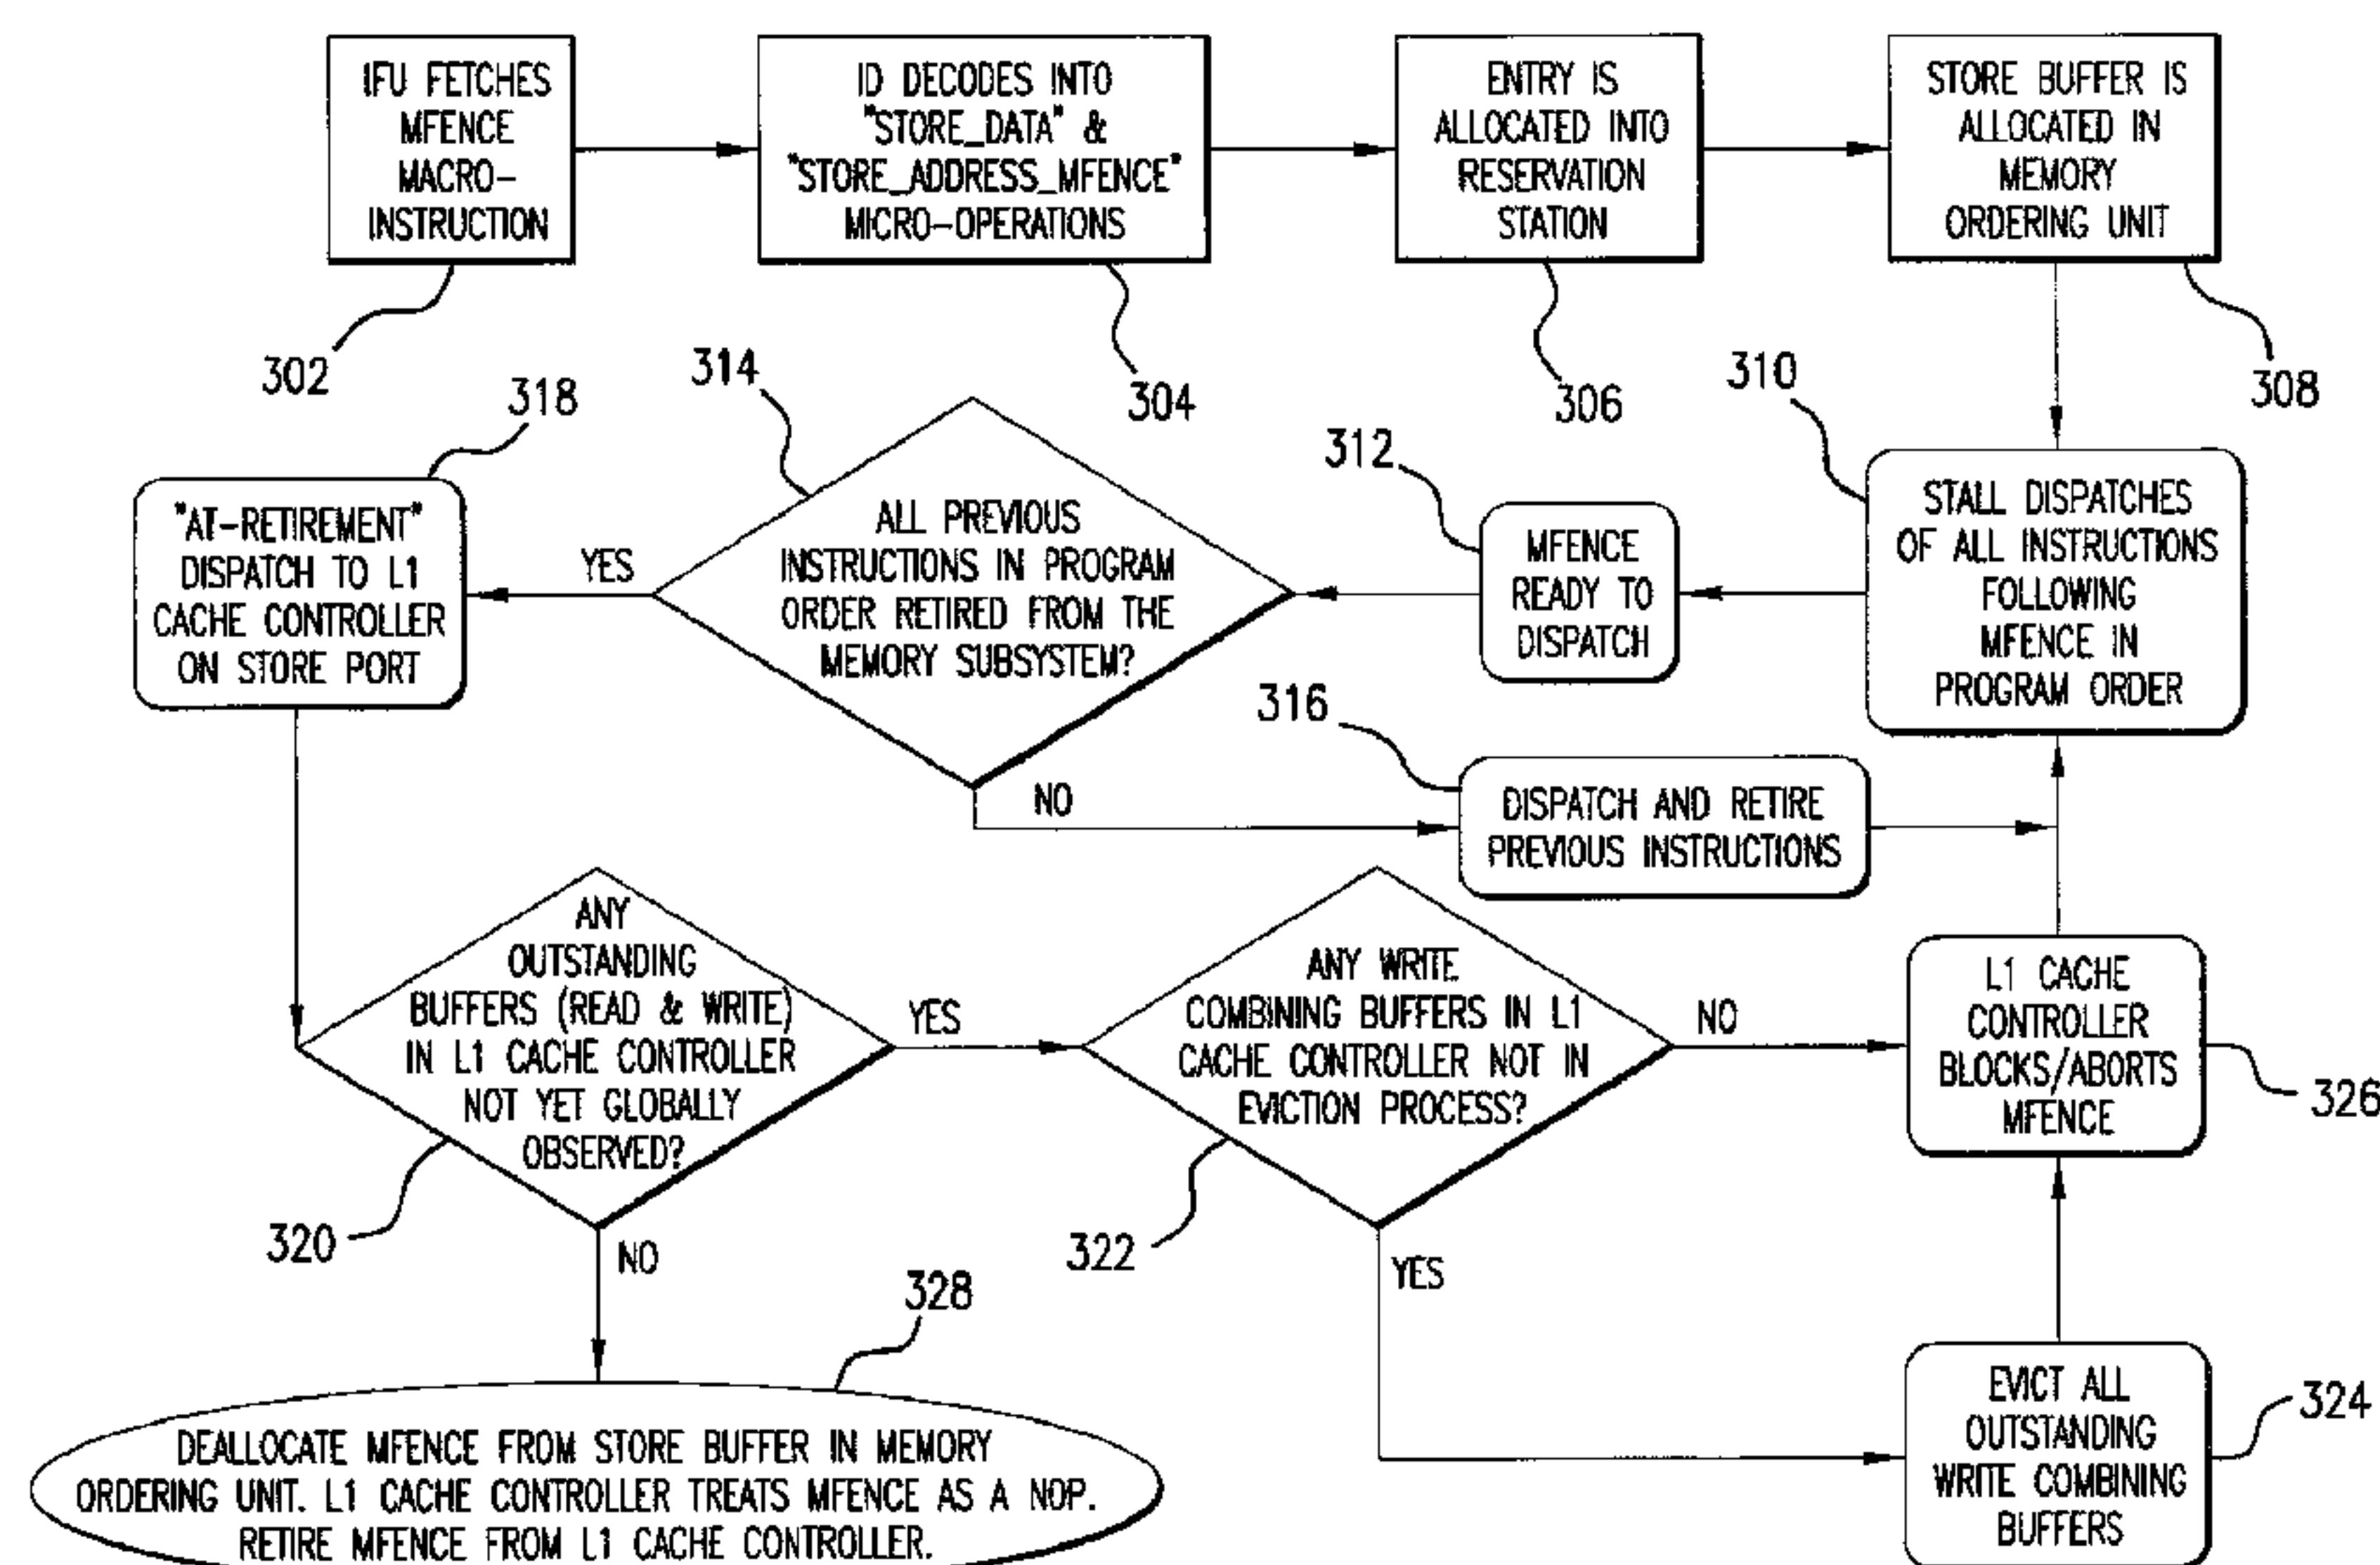 IFU FETCHES
MFENCE
MACRO-
INSTRUCTION
302
ID DECODES INTO
"STORE_DATA" &
"STORE_ADDRESS_MFENCE"
MICRO-OPERATIONS
304
ENTRY IS
ALLOCATED INTO
RESERVATION
STATION
306
STORE BUFFER IS
ALLOCATED IN
MEMORY
ORDERING UNIT
308
310
STALL DISPATCHES
OF ALL INSTRUCTIONS
FOLLOWING
MFENCE IN
PROGRAM ORDER
312
MFENCE
READY TO
DISPATCH
314
ALL PREVIOUS
INSTRUCTIONS IN PROGRAM
ORDER RETIRED FROM THE
MEMORY SUBSYSTEM?
YES
NO
316
DISPATCH AND RETIRE
PREVIOUS INSTRUCTIONS
318
"AT-RETIREMENT"
DISPATCH TO L1
CACHE CONTROLLER
ON STORE PORT
ANY
OUTSTANDING
BUFFERS (READ & WRITE)
IN L1 CACHE CONTROLLER
NOT YET GLOBALLY
OBSERVED?
320
YES
NO
ANY WRITE
COMBINING BUFFERS IN L1
CACHE CONTROLLER NOT IN
EVICTION PROCESS?
322
NO
YES
L1 CACHE
CONTROLLER
BLOCKS/ABORTS
MFENCE
326
EVICT ALL
OUTSTANDING
WRITE COMBINING
BUFFERS
324
328
DEALLOCATE MFENCE FROM STORE BUFFER IN MEMORY
ORDERING UNIT. L1 CACHE CONTROLLER TREATS MFENCE AS A NOP.
RETIRE MFENCE FROM L1 CACHE CONTROLLER.